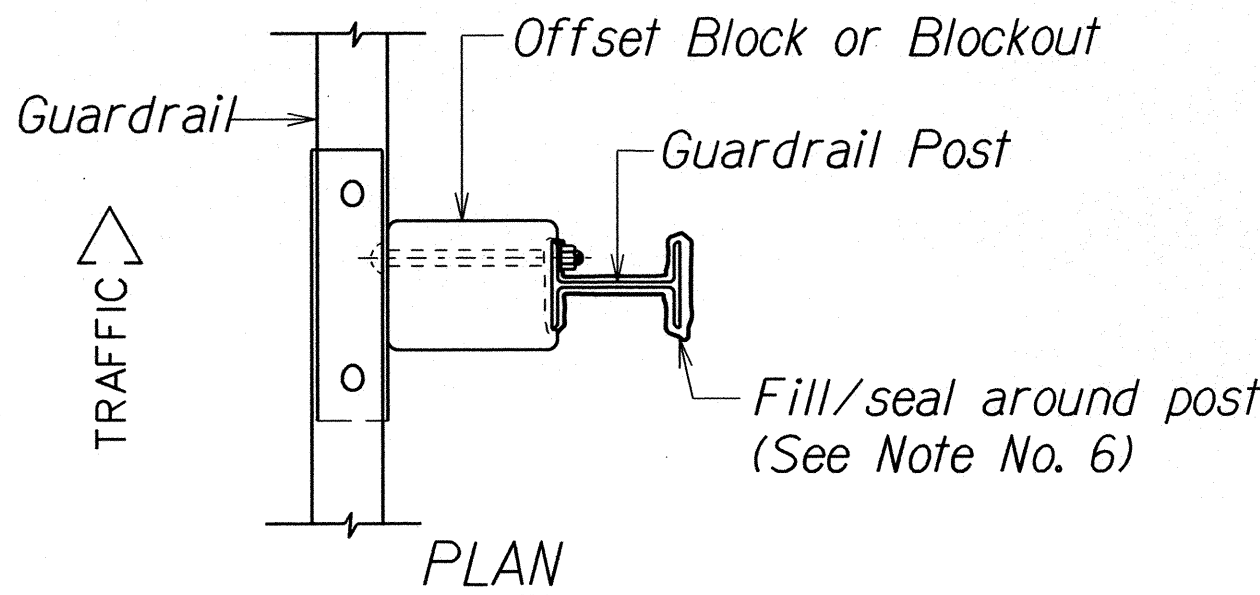 Offset Block or Blockout
Guardrail
Guardrail Post
TRAFFIC
Fill/seal around post
(See Note No. 6)
PLAN